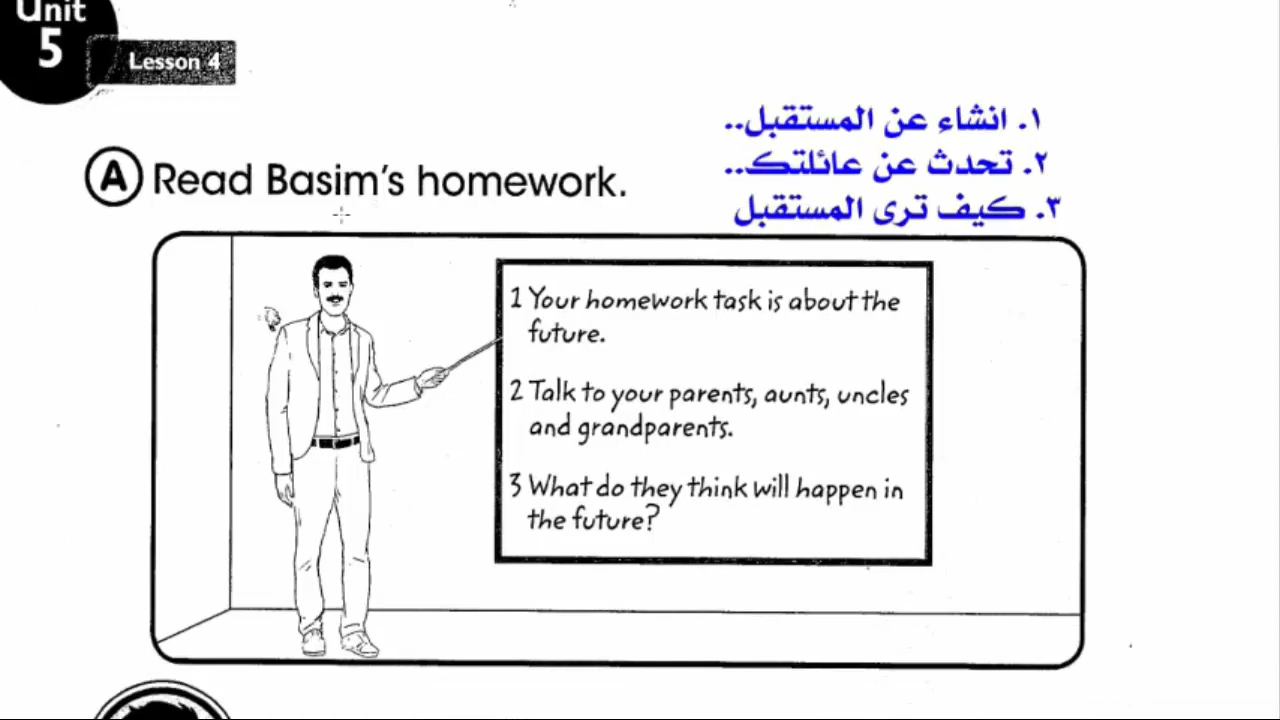 Unit
5
Lesson 4
١. انشاء عن المستقبل..
٢. تحدث عن عائلتك..
٣. كيف ترى المستقبل
A Read Basim's homework.
1 Your homework task is about the
future.
2 Talk to your parents, aunts, uncles
and grandparents.
3 What do they think will happen in
the future?